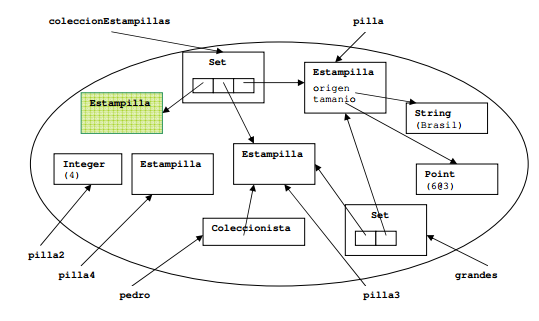 coleccionEstampillas
pilla
Set
Estampilla
origen
tamanio
Estampilla
String
(Brasil)
Integer
(4)
Estampilla
Estampilla
Point
(6@3)
Set
Coleccionista
pilla2
pilla4
grandes
pedro
pilla3